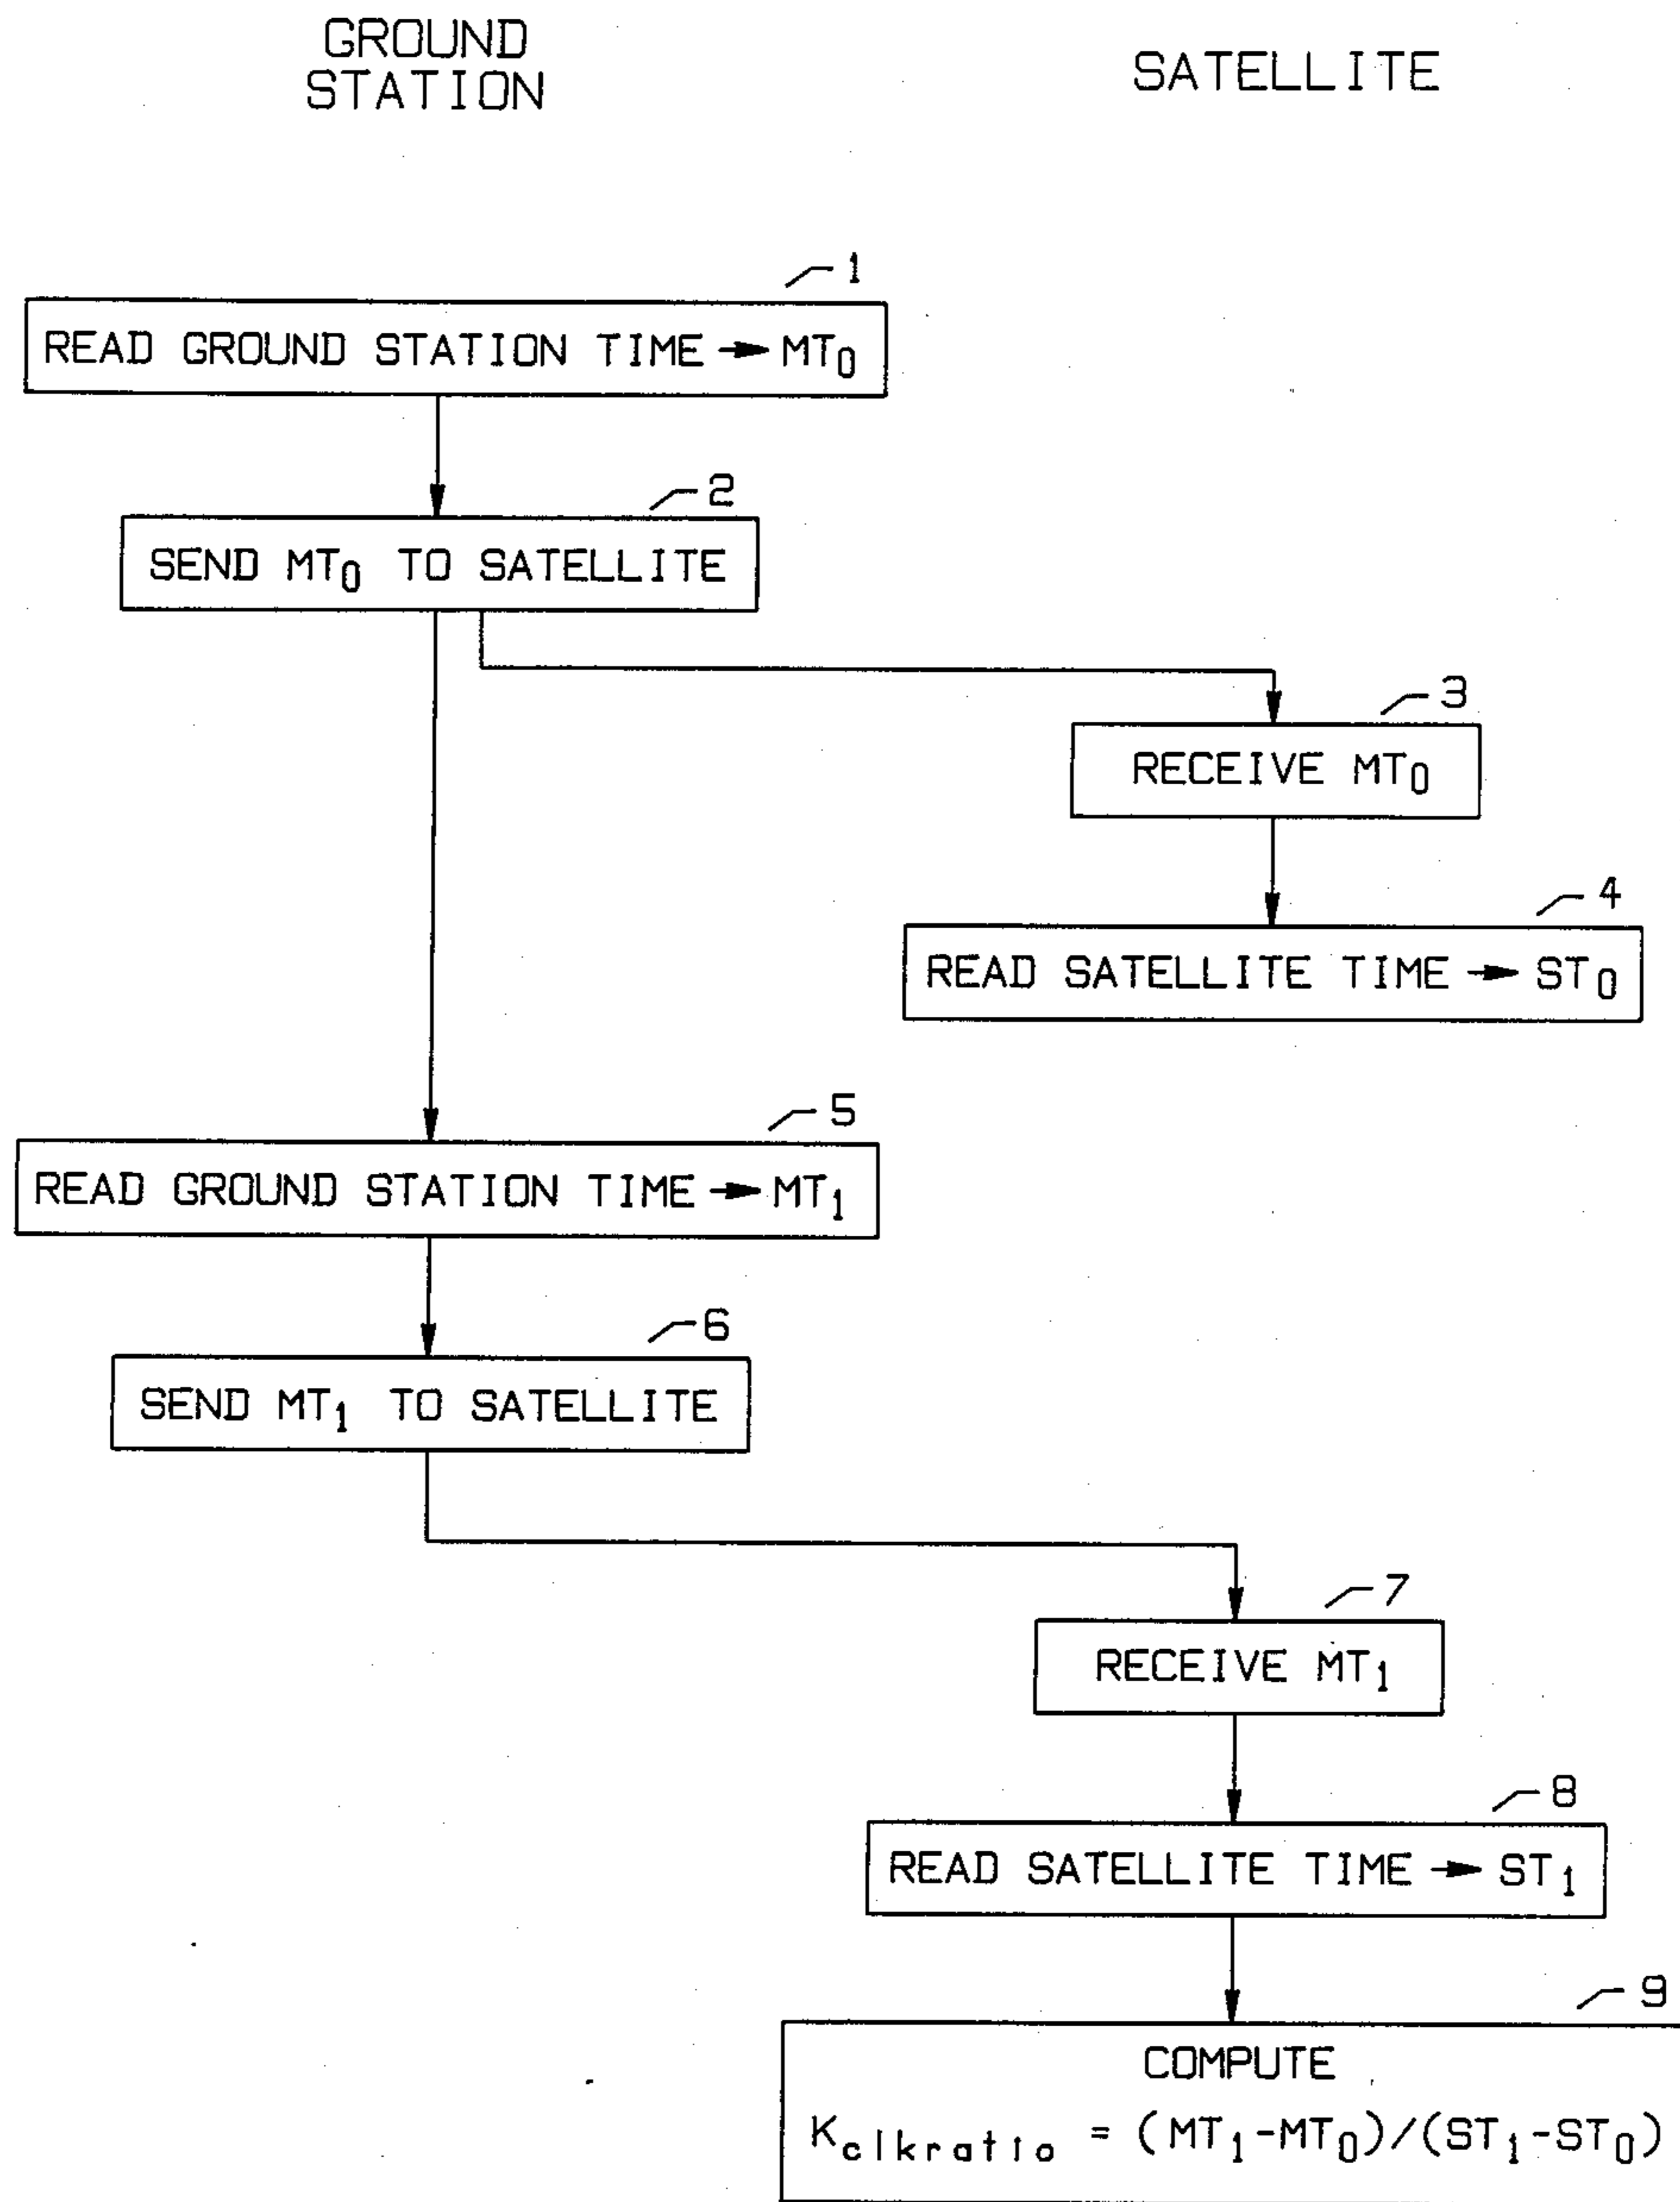 GROUND
STATION
SATELLITE
1
READ GROUND STATION TIME → MT₀
2
SEND MT₀ TO SATELLITE
3
RECEIVE MT₀
4
READ SATELLITE TIME → ST₀
5
READ GROUND STATION TIME → MT₁
6
SEND MT₁ TO SATELLITE
7
RECEIVE MT₁
8
READ SATELLITE TIME → ST₁
9
COMPUTE
K_clkratio = (MT₁-MT₀)/(ST₁-ST₀)